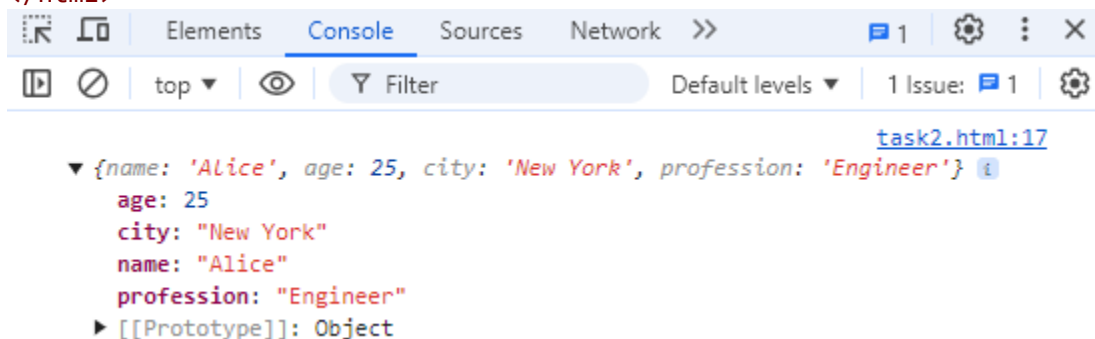 Elements Console Sources Network >> 1
top ▼ Filter Default levels ▼ 1 Issue: 1
task2.html:17
▼ {name: 'Alice', age: 25, city: 'New York', profession: 'Engineer'} i
age: 25
city: "New York"
name: "Alice"
profession: "Engineer"
▶ [[Prototype]]: Object